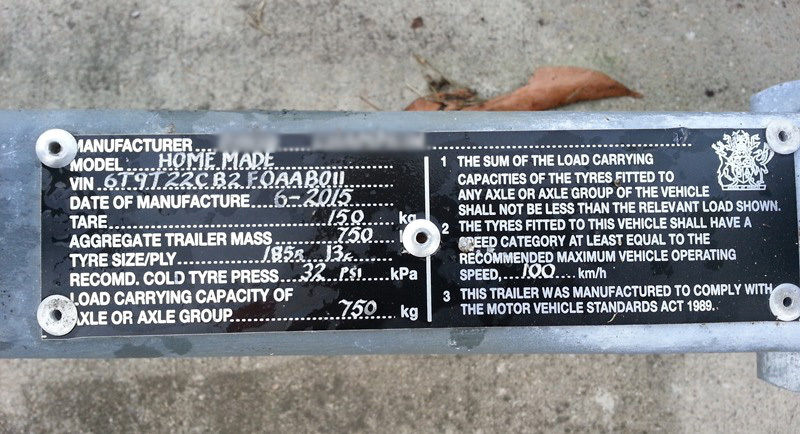 MANUFACTURER
MODEL HOME MADE
VIN 6T9T22CB2F0AAB011
DATE OF MANUFACTURE 6-2015
TARE 150 kg
AGGREGATE TRAILER MASS 750
TYRE SIZE/PLY 185R 13C
RECOMD. COLD TYRE PRESS 32 PSI kPa
LOAD CARRYING CAPACITY OF
AXLE OR AXLE GROUP 750 kg
1 THE SUM OF THE LOAD CARRYING
CAPACITIES OF THE TYRES FITTED TO
ANY AXLE OR AXLE GROUP OF THE VEHICLE
SHALL NOT BE LESS THAN THE RELEVANT LOAD SHOWN.
2 THE TYRES FITTED TO THIS VEHICLE SHALL HAVE A
SPEED CATEGORY AT LEAST EQUAL TO THE
RECOMMENDED MAXIMUM VEHICLE OPERATING
SPEED, 100 km/h
3 THIS TRAILER WAS MANUFACTURED TO COMPLY WITH
THE MOTOR VEHICLE STANDARDS ACT 1989.